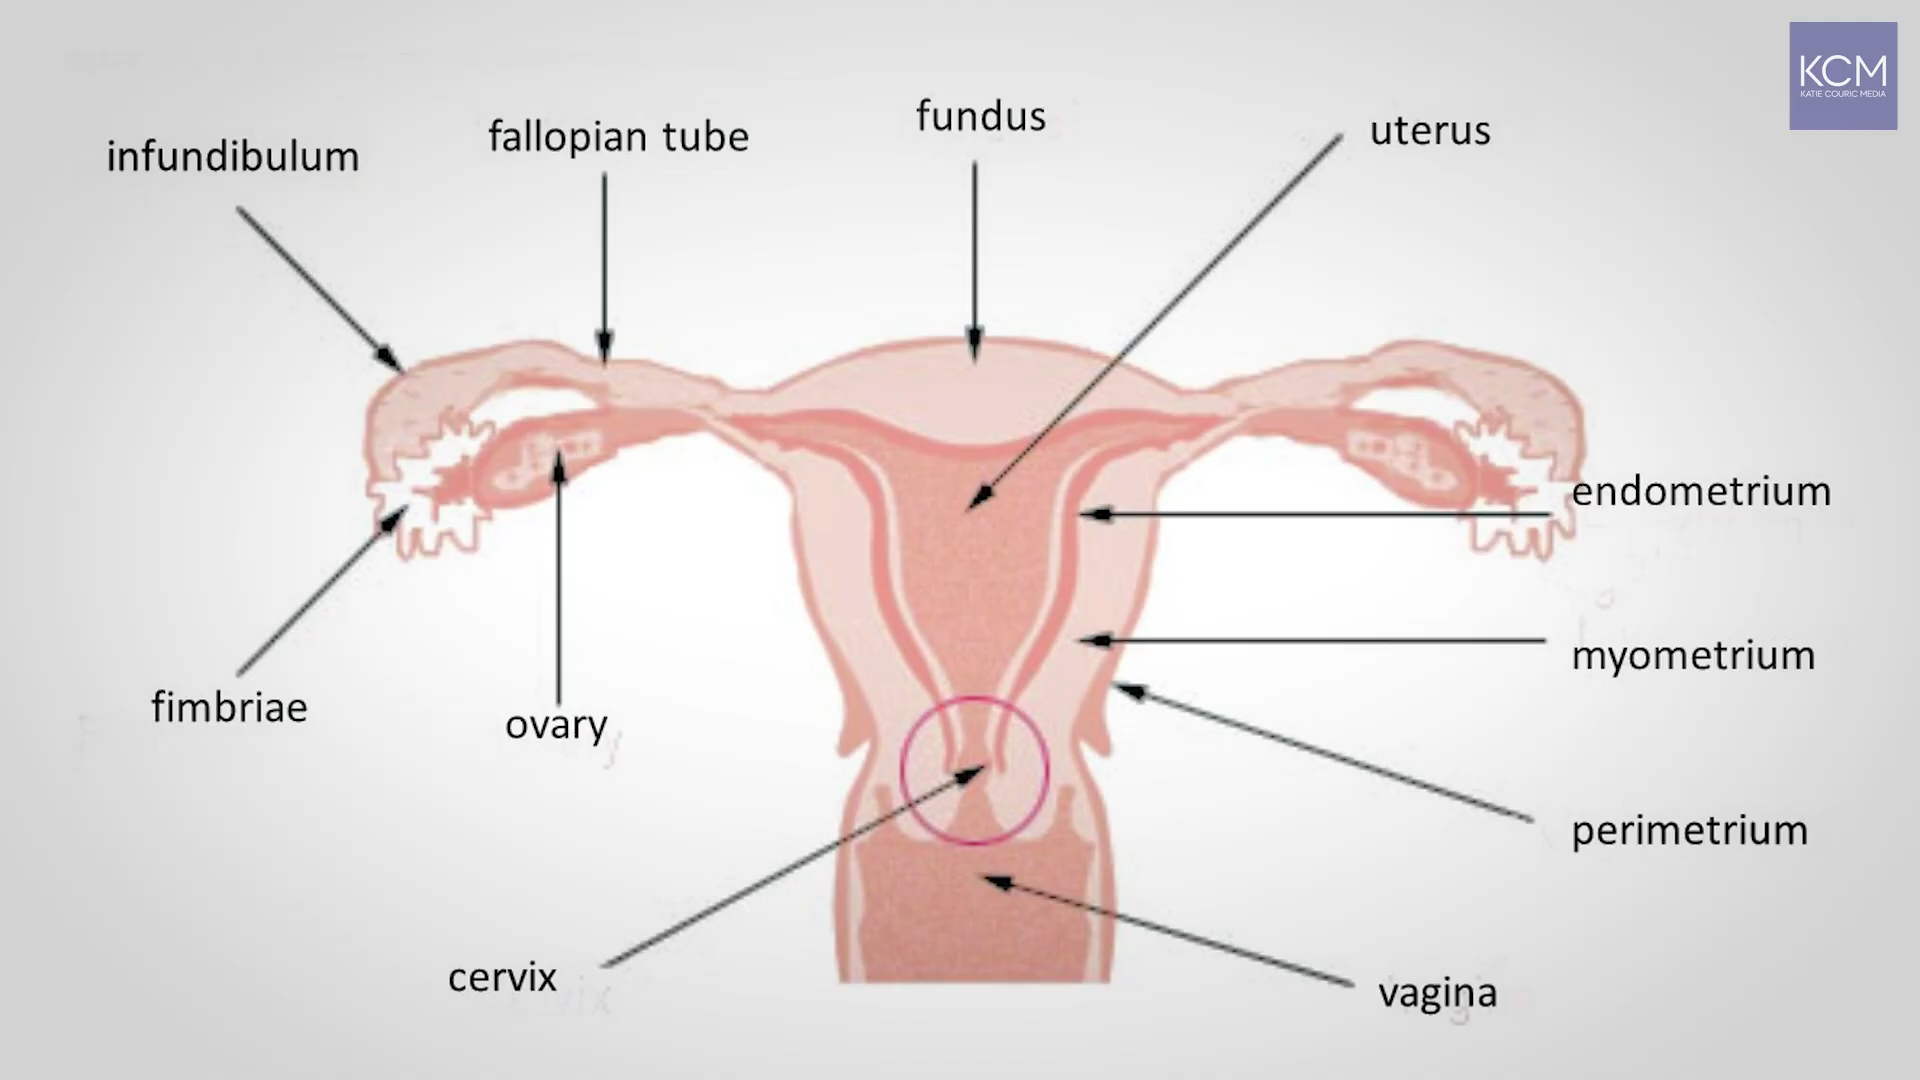 KCM
KATIE COURIC MEDIA
infundibulum
fallopian tube
fundus
uterus
endometrium
myometrium
fimbriae
ovary
perimetrium
cervix
vagina